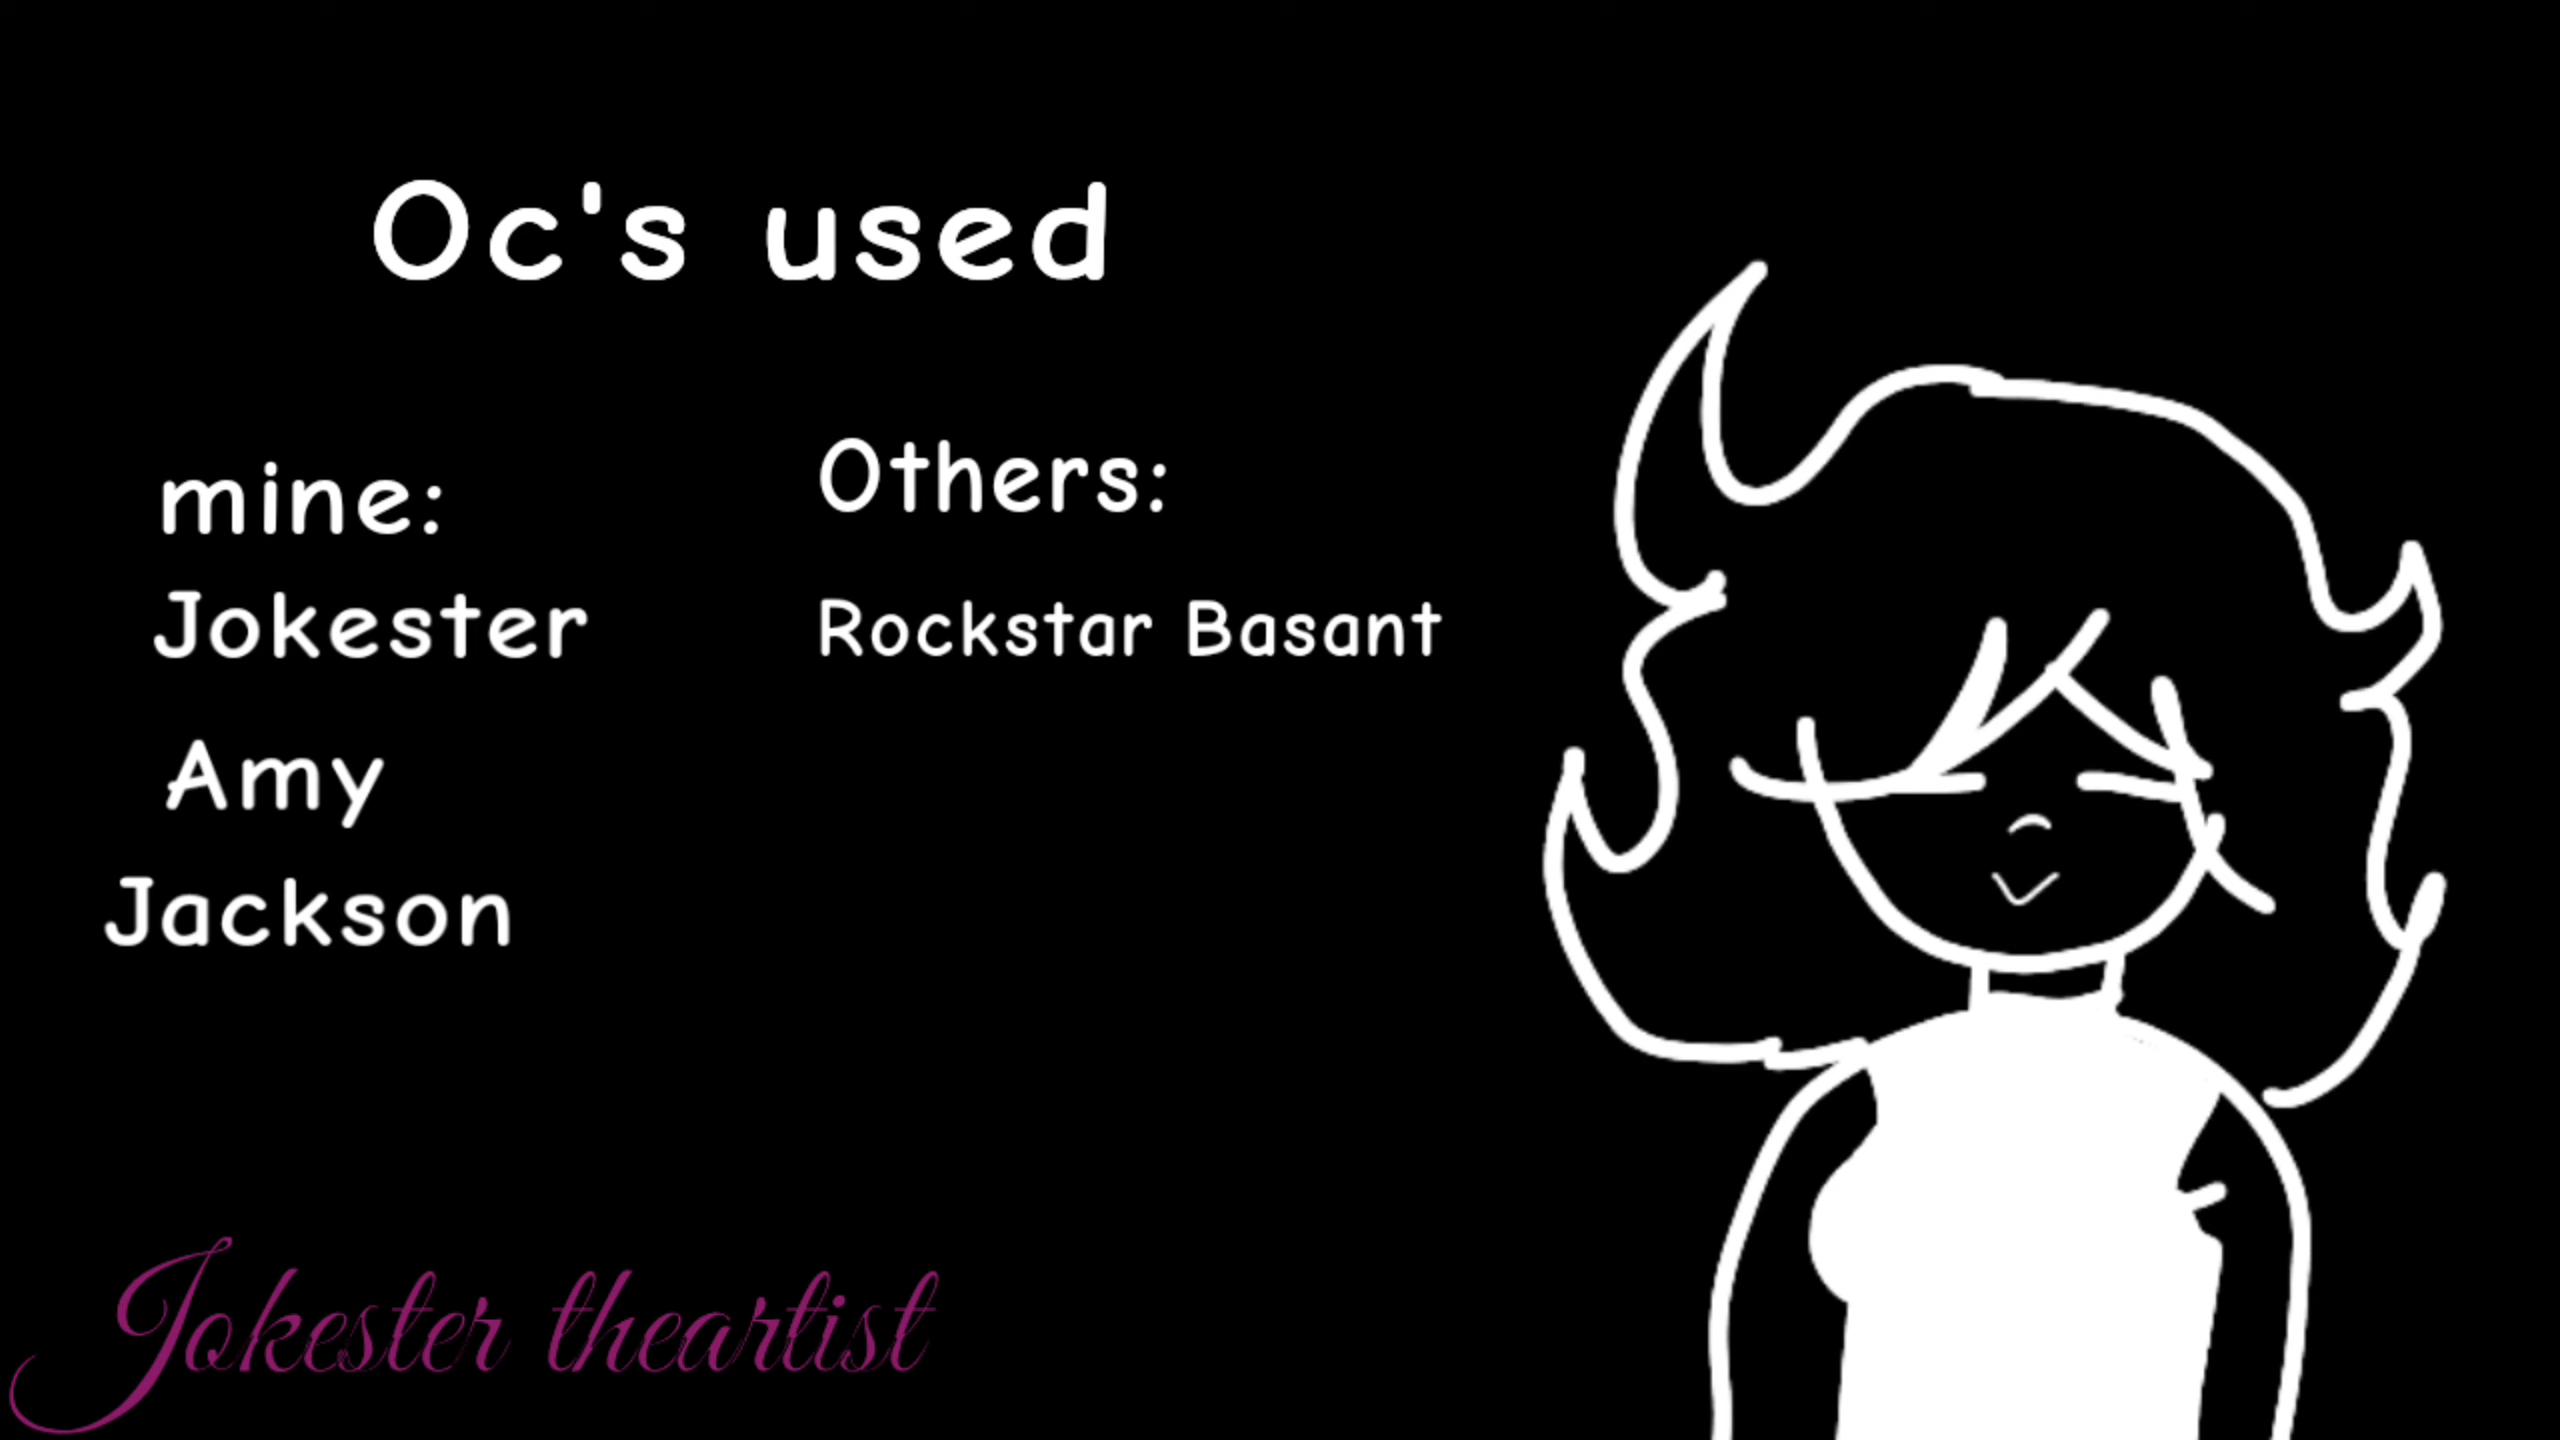 Oc's used
mine:
Jokester
Amy
Jackson
Others:
Rockstar Basant
Jokester theartist